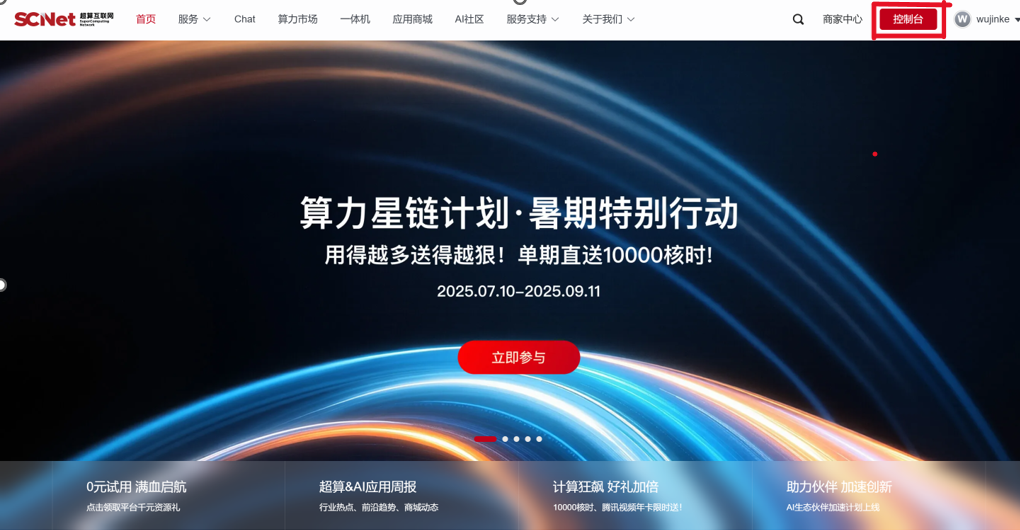 SCNet 超算互联网 SuperComputing Network
首页 服务 Chat 算力市场 一体机 应用商城 AI社区 服务支持 关于我们 商家中心 控制台 W wujinke
算力星链计划·暑期特别行动
用得越多送得越狠！单期直送10000核时!
2025.07.10-2025.09.11
立即参与
0元试用 满血启航 超算&AI应用周报 计算狂飙 好礼加倍 助力伙伴 加速创新
点击领取平台千元资源礼 行业热点、前沿趋势、商城动态 10000核时、腾讯视频年卡限时送！ AI生态伙伴加速计划上线